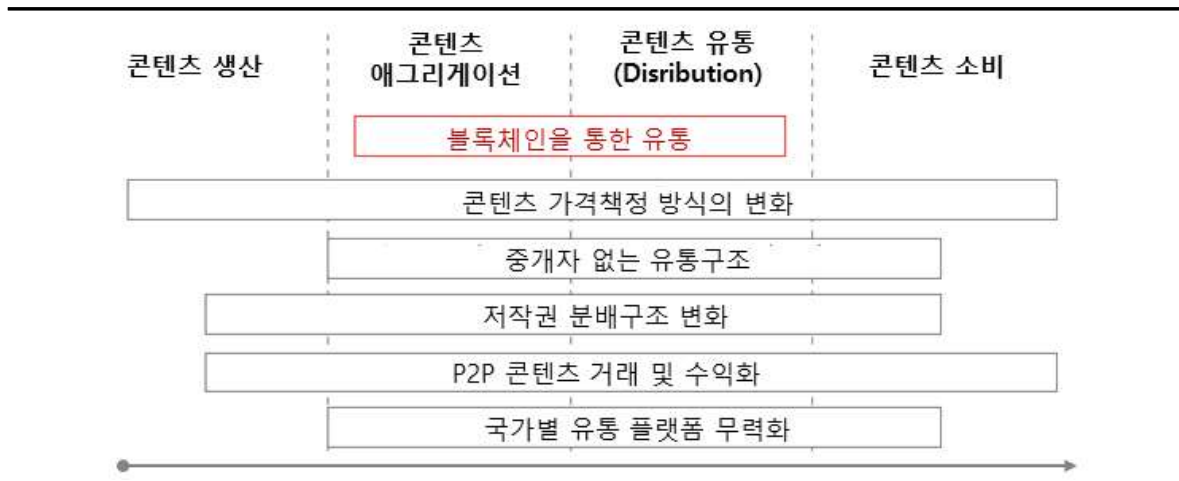 콘텐츠 생산
콘텐츠
애그리게이션
콘텐츠 유통
(Disribution)
콘텐츠 소비
블록체인을 통한 유통
콘텐츠 가격책정 방식의 변화
중개자 없는 유통구조
저작권 분배구조 변화
P2P 콘텐츠 거래 및 수익화
국가별 유통 플랫폼 무력화